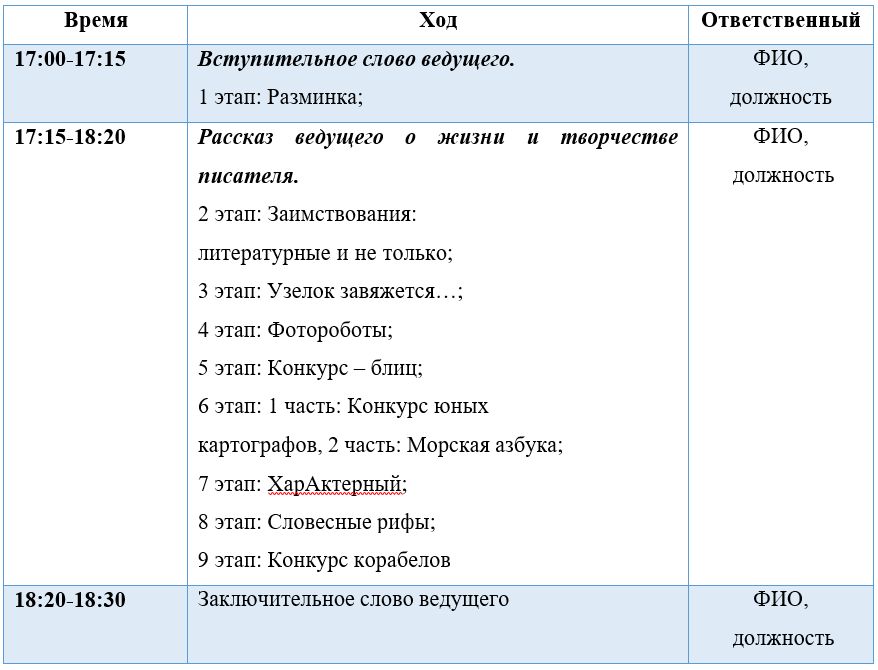 Время Ход Ответственный
17:00-17:15 Вступительное слово ведущего. ФИО,
1 этап: Разминка; должность
17:15-18:20 Рассказ ведущего о жизни и творчестве ФИО,
писателя. должность
2 этап: Заимствования:
литературные и не только;
3 этап: Узелок завяжется…;
4 этап: Фотороботы;
5 этап: Конкурс – блиц;
6 этап: 1 часть: Конкурс юных
картографов, 2 часть: Морская азбука;
7 этап: ХарАктерный;
8 этап: Словесные рифы;
9 этап: Конкурс корабелов
18:20-18:30 Заключительное слово ведущего ФИО,
должность